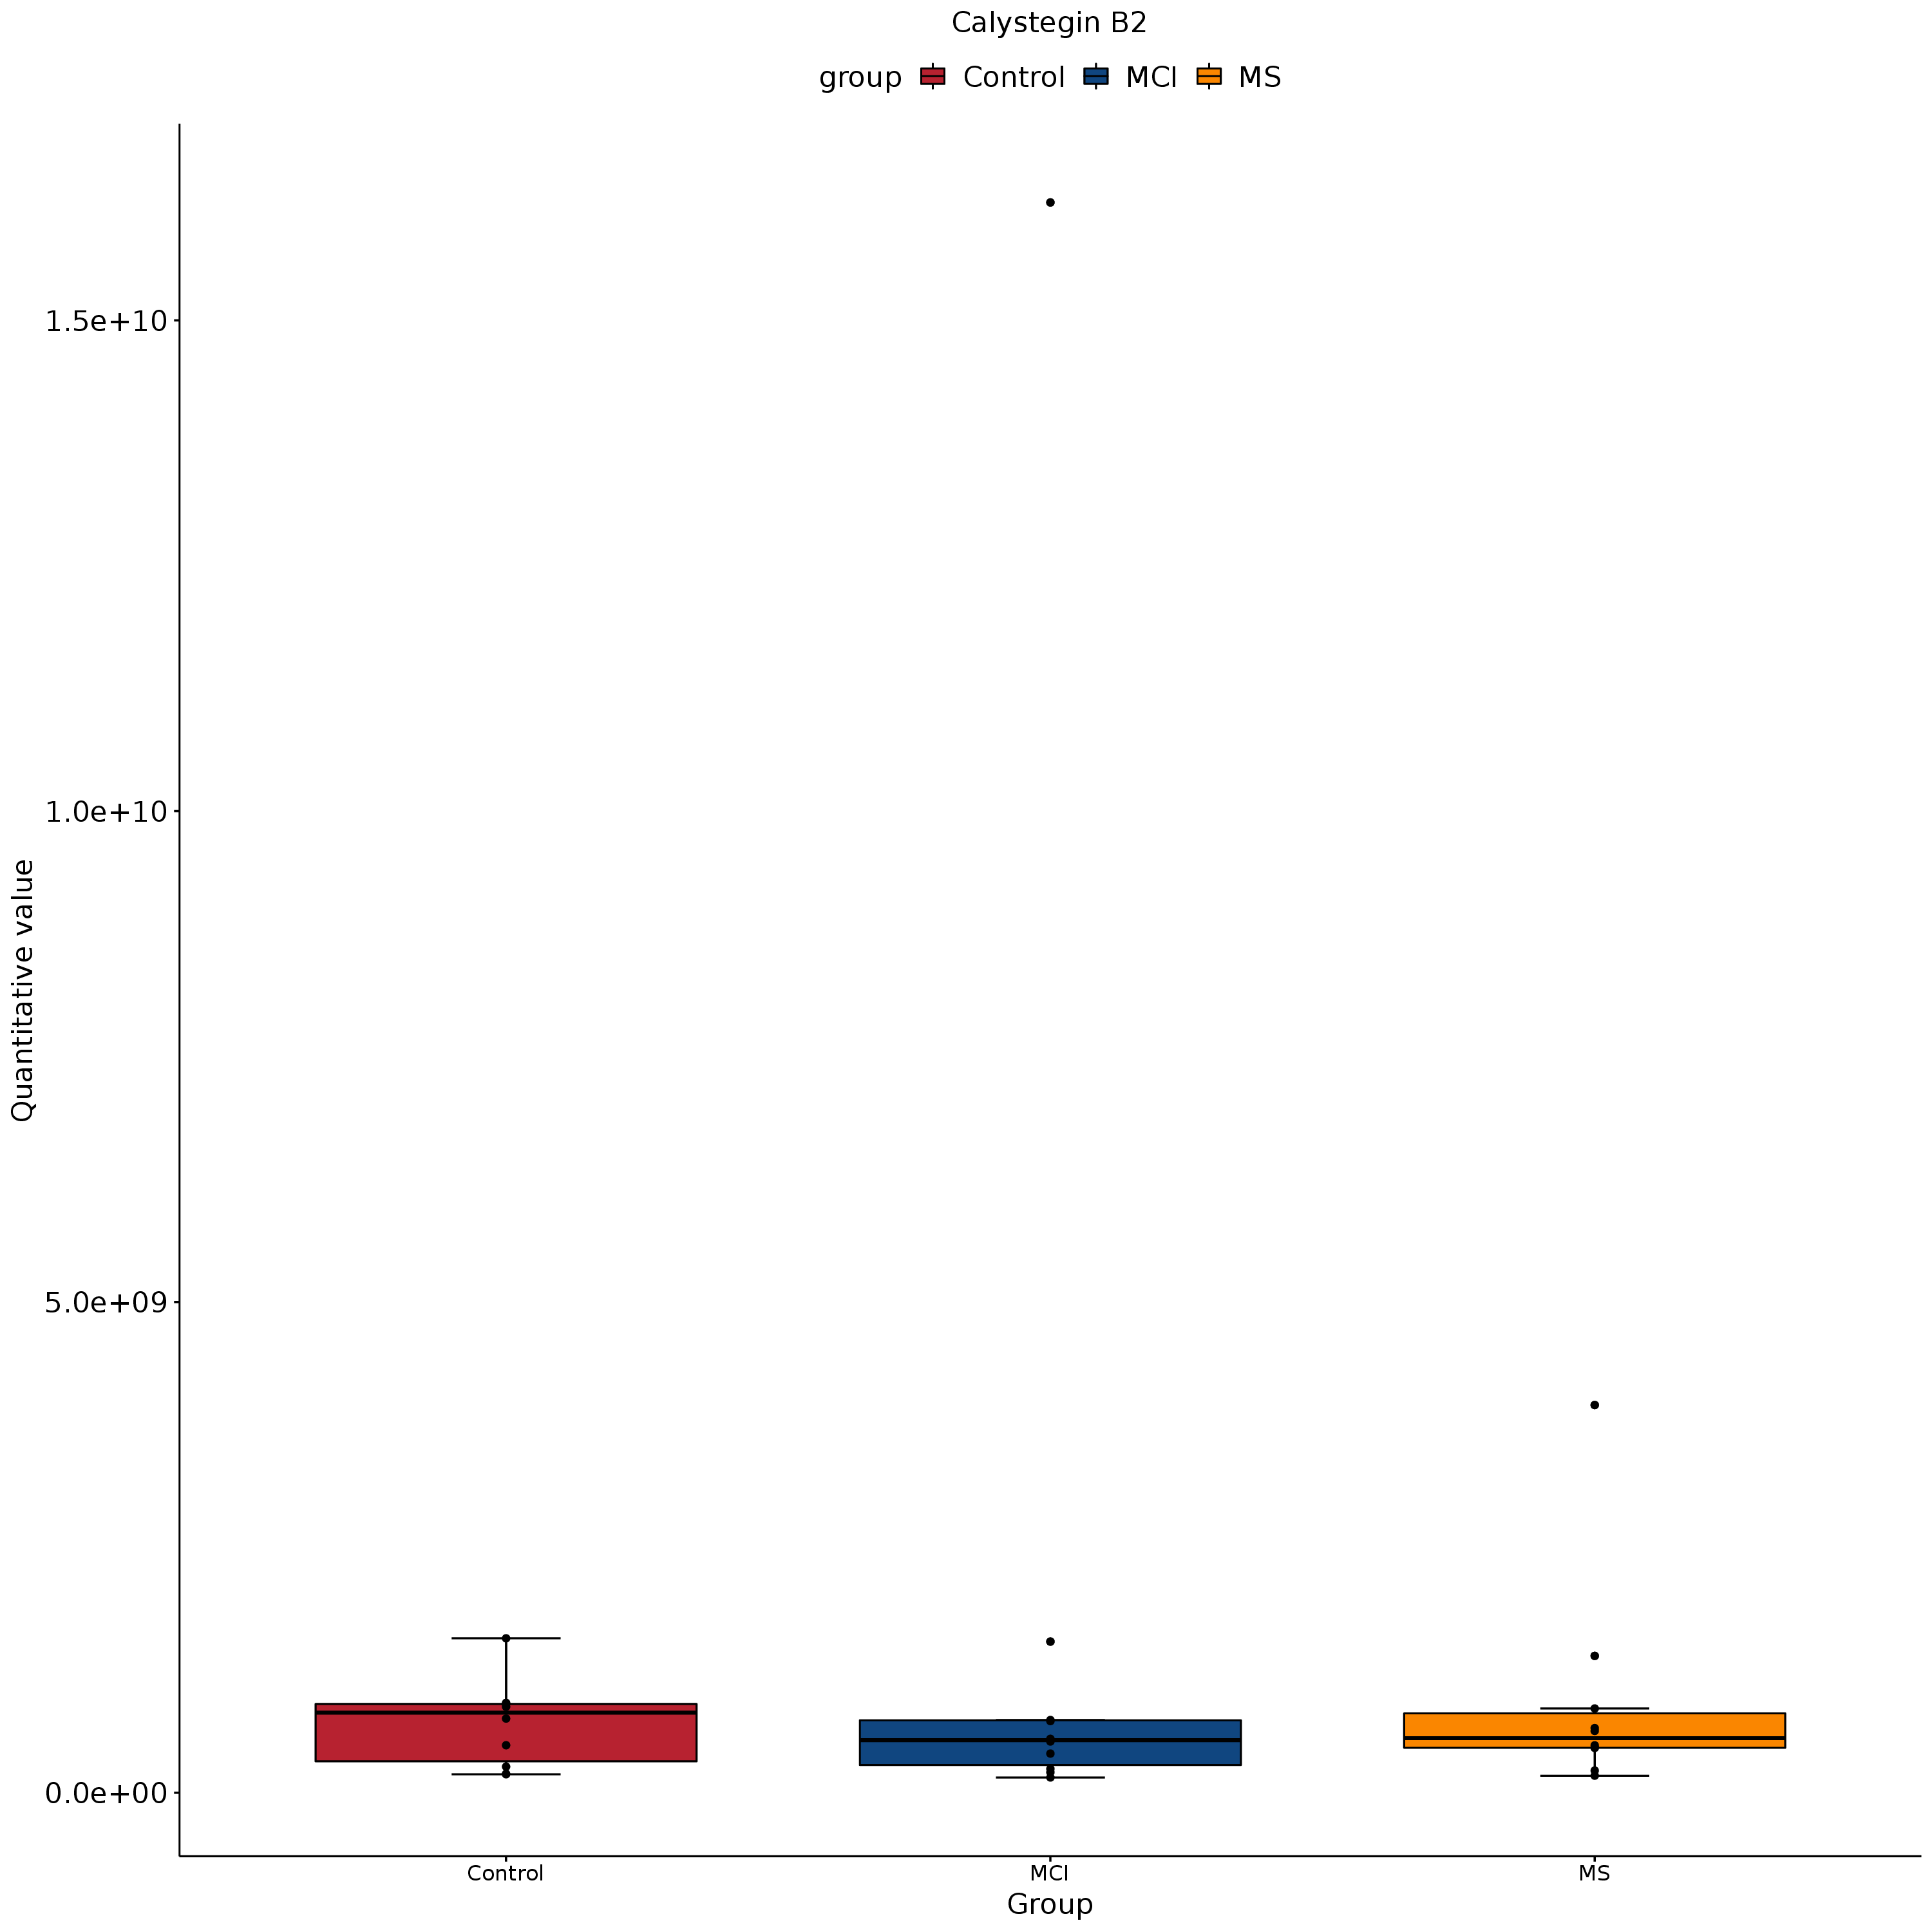 Calystegin B2
group Control MCI MS
Quantitative value
1.5e+10
1.0e+10
5.0e+09
0.0e+00
Control MCI MS
Group